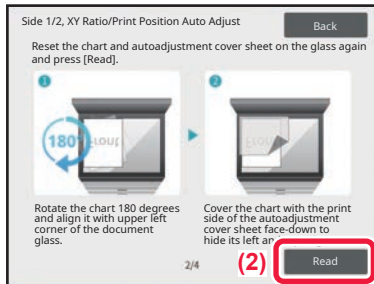 Side 1/2, XY Ratio/Print Position Auto Adjust
Back
Reset the chart and autoadjustment cover sheet on the glass again
and press [Read].
1
2
180°
Front
Rotate the chart 180 degrees
and align it with upper left
corner of the document
glass.
Cover the chart with the print
side of the autoadjustment
cover sheet face-down to
hide its left an
2/4
(2)
Read